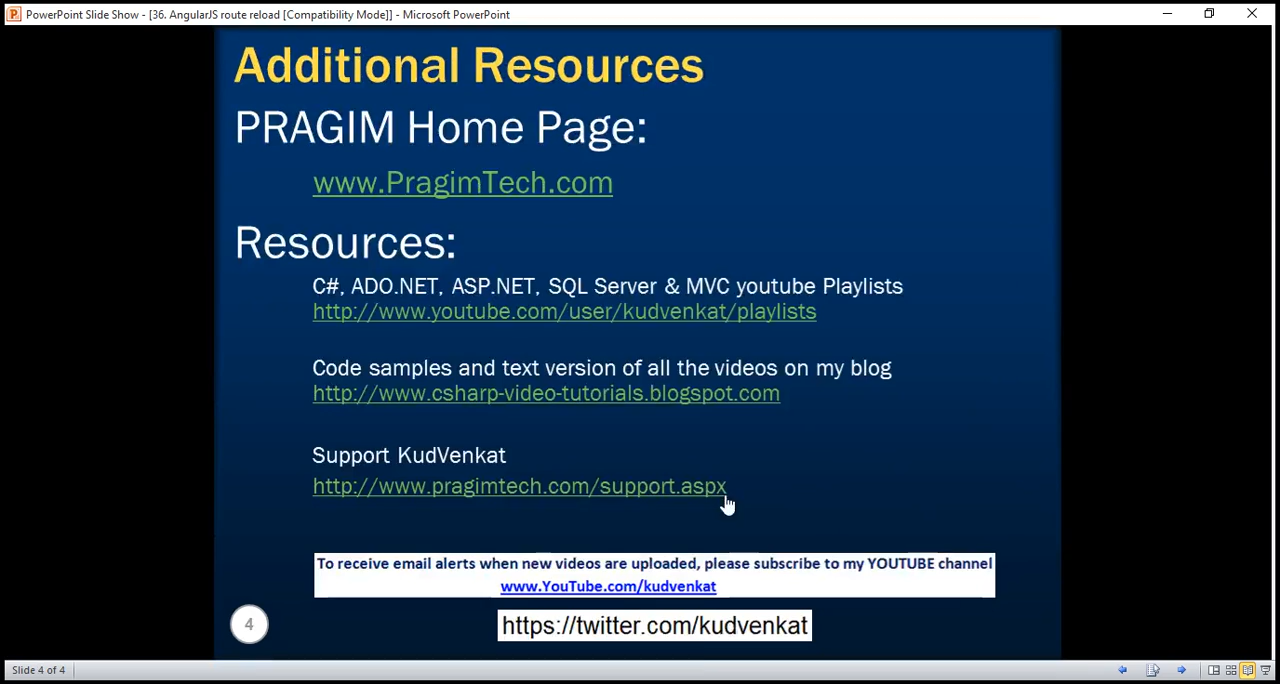 PowerPoint Slide Show - [36. AngularJS route reload [Compatibility Mode]] - Microsoft PowerPoint
Additional Resources
PRAGIM Home Page:
www.PragimTech.com
Resources:
C#, ADO.NET, ASP.NET, SQL Server & MVC youtube Playlists
http://www.youtube.com/user/kudvenkat/playlists
Code samples and text version of all the videos on my blog
http://www.csharp-video-tutorials.blogspot.com
Support KudVenkat
http://www.pragimtech.com/support.aspx
To receive email alerts when new videos are uploaded, please subscribe to my YOUTUBE channel
www.YouTube.com/kudvenkat
https://twitter.com/kudvenkat
4
Slide 4 of 4